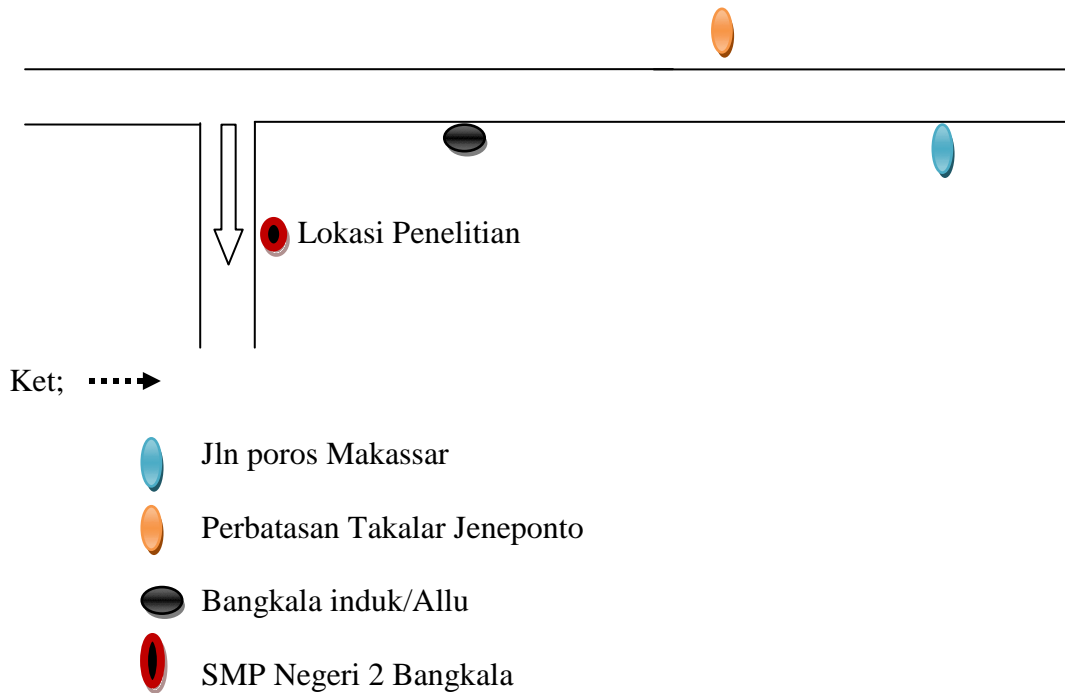 Lokasi Penelitian
Ket;
Jln poros Makassar
Perbatasan Takalar Jeneponto
Bangkala induk/Allu
SMP Negeri 2 Bangkala